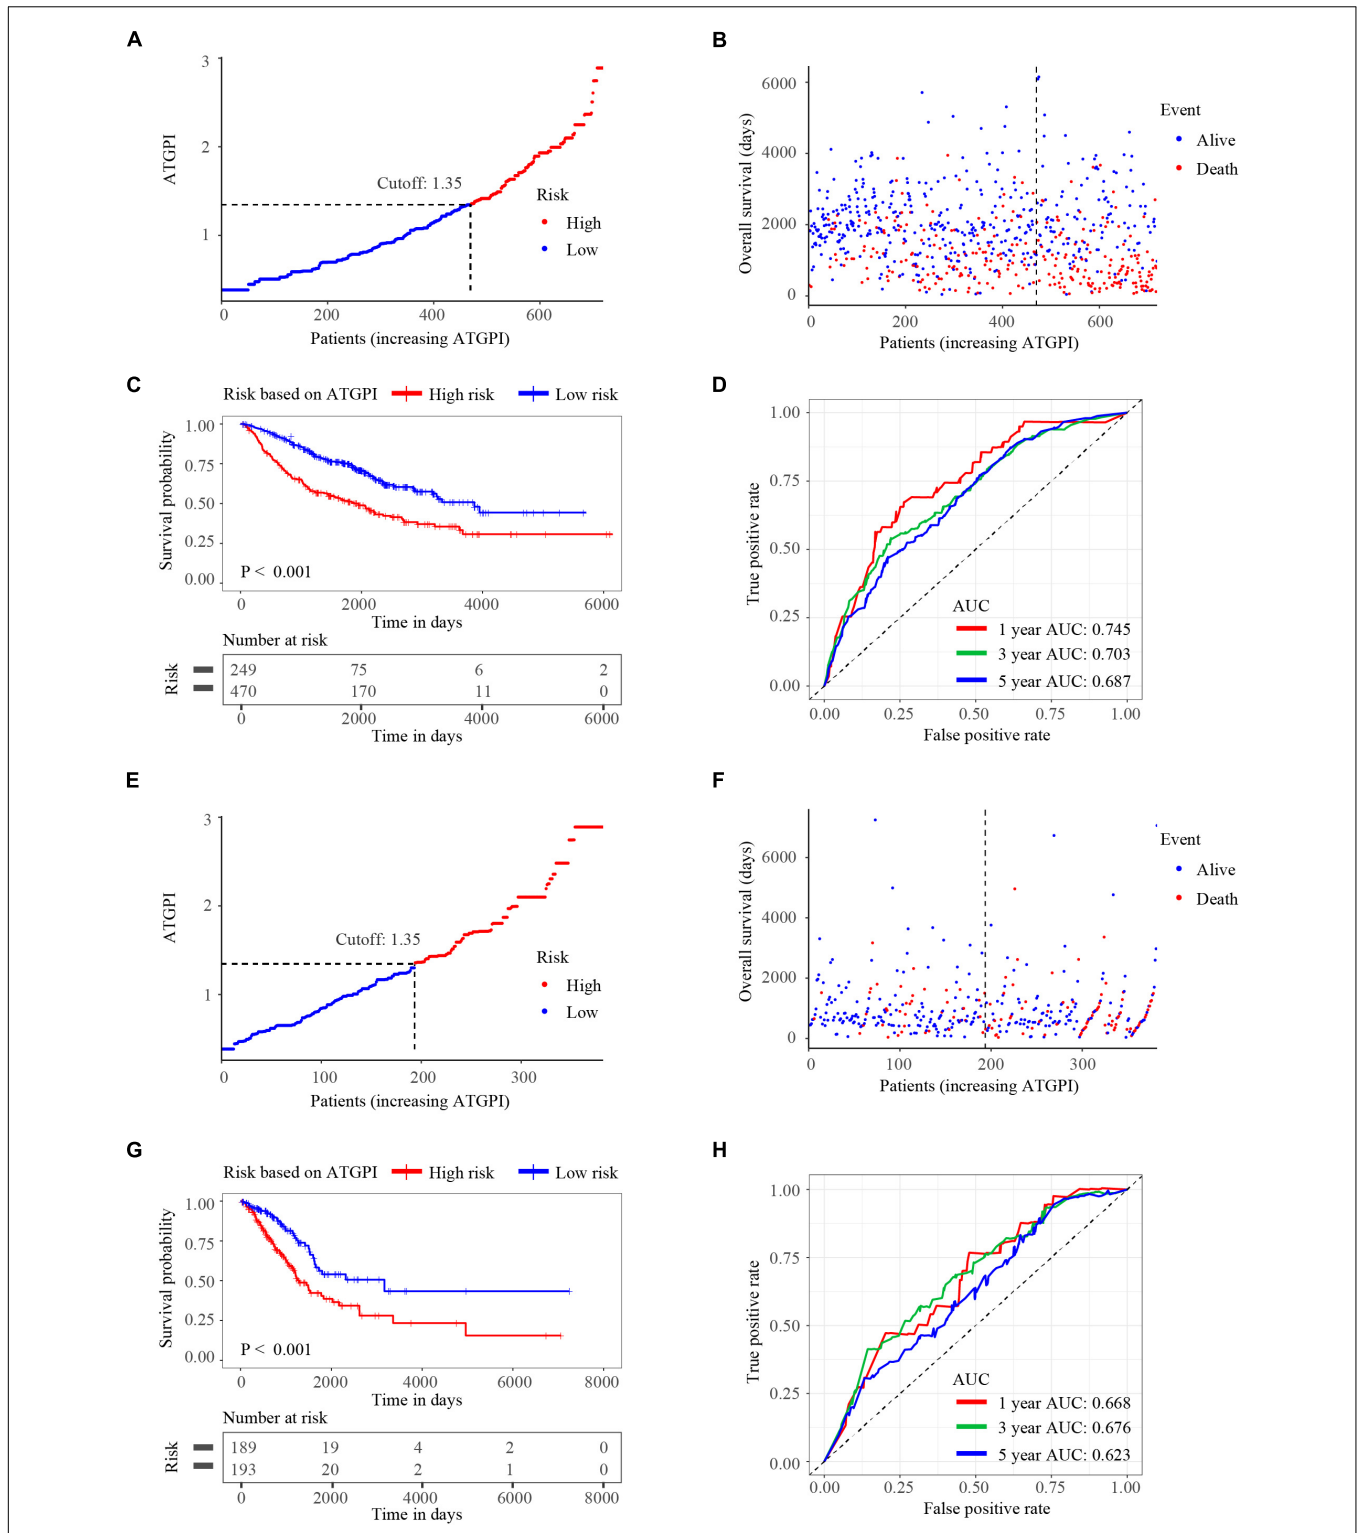 A
3
2
1
ATGPI
Cutoff: 1.35
Risk
High
Low
0 200 400 600
Patients (increasing ATGPI)
B
6000
4000
2000
0
Overall survival (days)
Event
Alive
Death
0 200 400 600
Patients (increasing ATGPI)
C
Risk based on ATGPI High risk Low risk
1.00
0.75
0.50
0.25
0.00
Survival probability
P < 0.001
0 2000 4000 6000
Time in days
Number at risk
Risk
249 75 6 2
470 170 11 0
0 2000 4000 6000
Time in days
D
1.00
0.75
0.50
0.25
0.00
True positive rate
AUC
1 year AUC: 0.745
3 year AUC: 0.703
5 year AUC: 0.687
0.00 0.25 0.50 0.75 1.00
False positive rate
E
3
2
1
ATGPI
Cutoff: 1.35
Risk
High
Low
0 100 200 300
Patients (increasing ATGPI)
F
6000
4000
2000
0
Overall survival (days)
Event
Alive
Death
0 100 200 300
Patients (increasing ATGPI)
G
Risk based on ATGPI High risk Low risk
1.00
0.75
0.50
0.25
0.00
Survival probability
P < 0.001
0 2000 4000 6000 8000
Time in days
Number at risk
Risk
189 19 4 2 0
193 20 2 1 0
0 2000 4000 6000 8000
Time in days
H
1.00
0.75
0.50
0.25
0.00
True positive rate
AUC
1 year AUC: 0.668
3 year AUC: 0.676
5 year AUC: 0.623
0.00 0.25 0.50 0.75 1.00
False positive rate